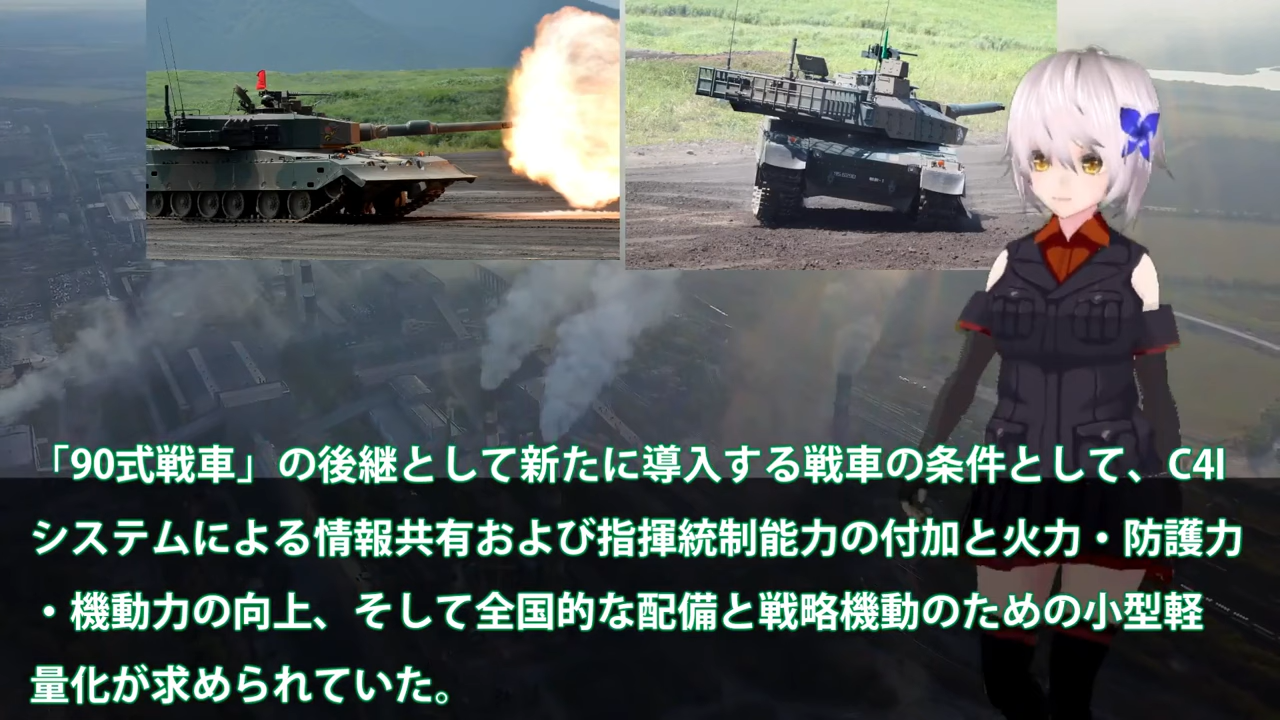 「90式戦車」の後継として新たに導入する戦車の条件として、C4I
システムによる情報共有および指揮統制能力の付加と火力・防護力
・機動力の向上、そして全国的な配備と戦略機動のための小型軽
量化が求められていた。